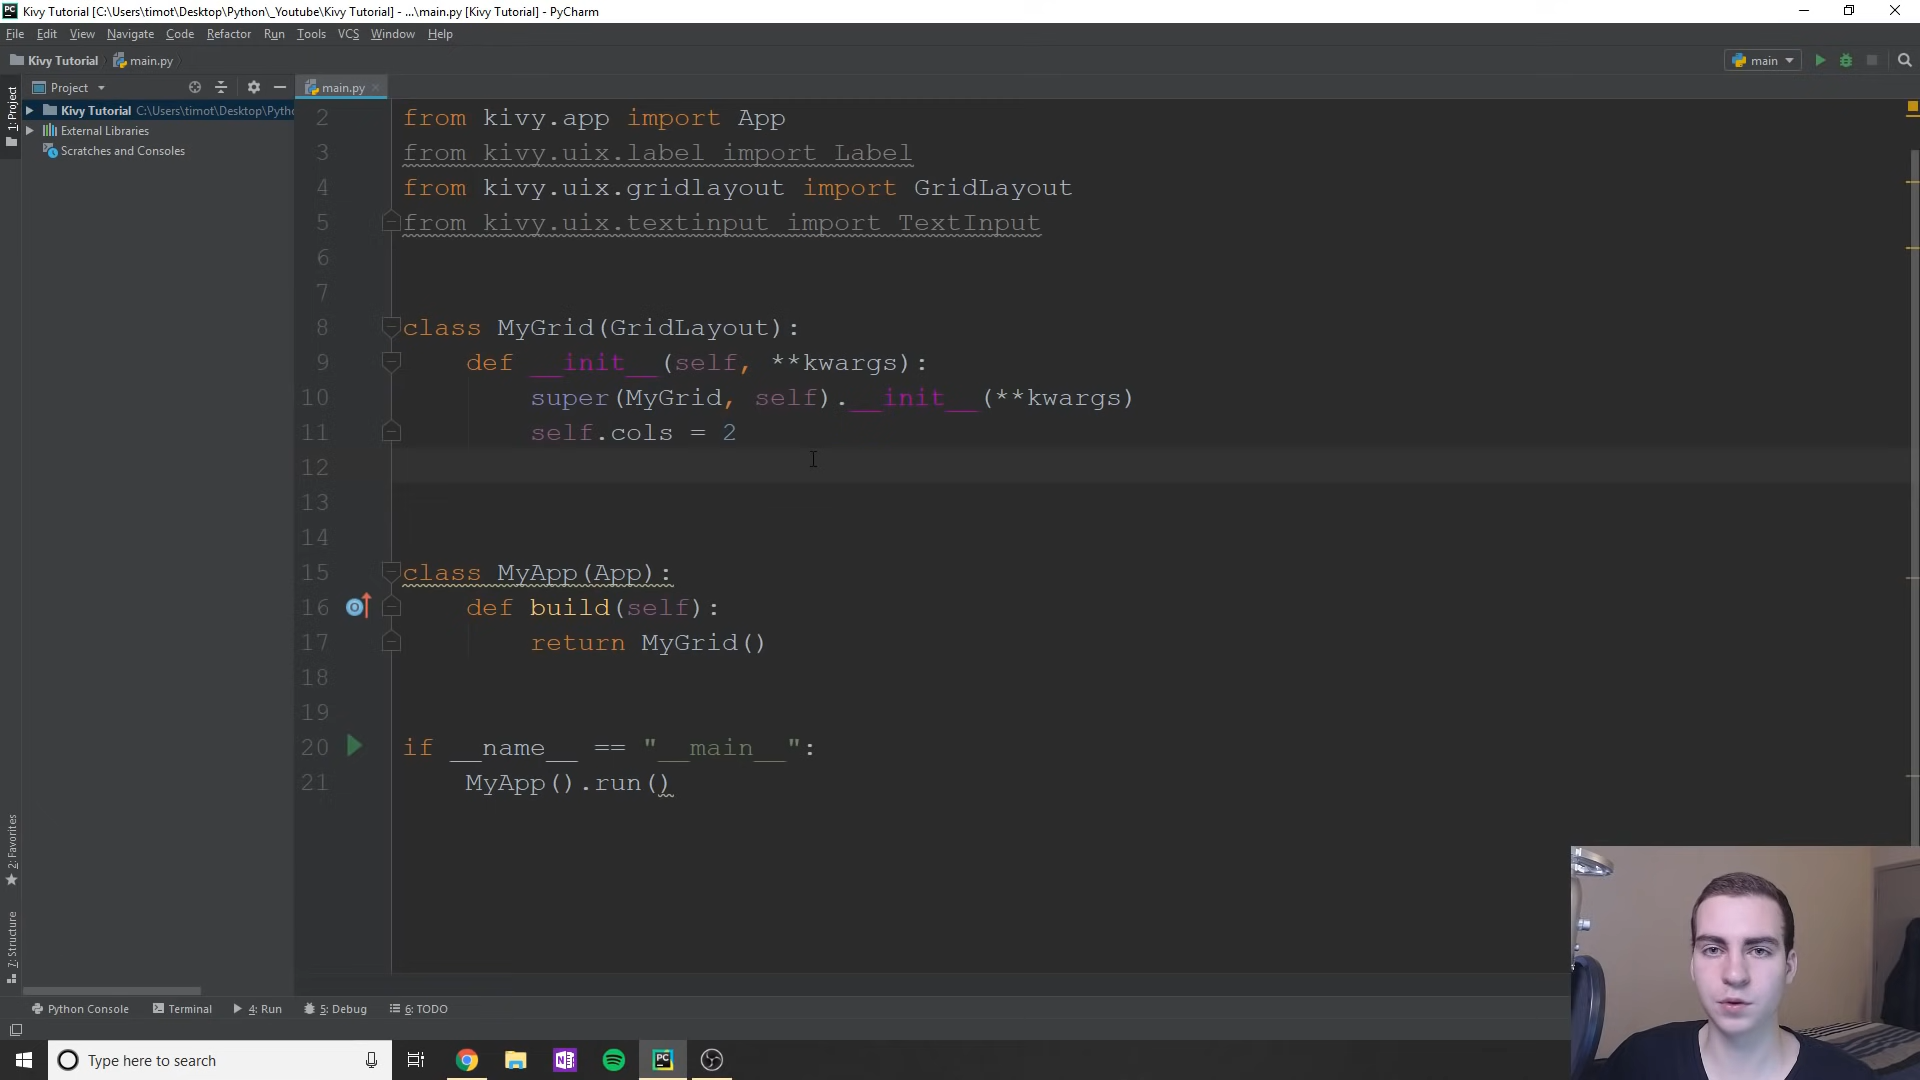 Kivy Tutorial [C:\Users\timot\Desktop\Python\_Youtube\Kivy Tutorial] - ...\main.py [Kivy Tutorial] - PyCharm
File Edit View Navigate Code Refactor Run Tools VCS Window Help
Kivy Tutorial main.py
main
Project
main.py
1: Project
Kivy Tutorial C:\Users\timot\Desktop\Pytho
External Libraries
Scratches and Consoles
2 from kivy.app import App
3 from kivy.uix.label import Label
4 from kivy.uix.gridlayout import GridLayout
5 from kivy.uix.textinput import TextInput
6
7
8 class MyGrid(GridLayout):
9 def __init__(self, **kwargs):
10 super(MyGrid, self).__init__(**kwargs)
11 self.cols = 2
12
13
14
15 class MyApp(App):
16 def build(self):
17 return MyGrid()
18
19
20 if __name__ == "__main__":
21 MyApp().run()
2: Favorites
7: Structure
Python Console Terminal 4: Run 5: Debug 6: TODO
Type here to search